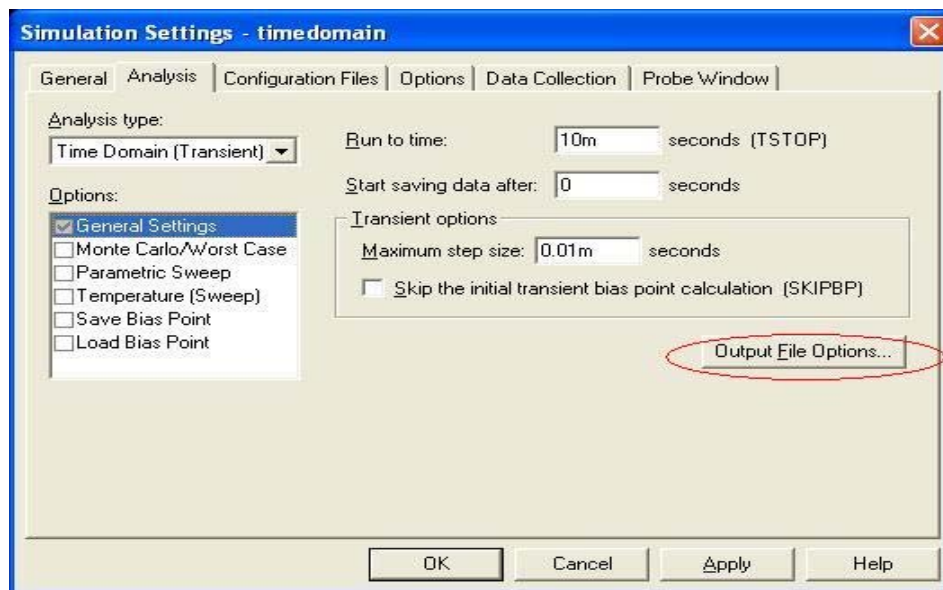 Simulation Settings - timedomain
General Analysis Configuration Files Options Data Collection Probe Window
Analysis type:
Time Domain (Transient)
Options:
General Settings
Monte Carlo/Worst Case
Parametric Sweep
Temperature (Sweep)
Save Bias Point
Load Bias Point
Run to time: 10m seconds (TSTOP)
Start saving data after: 0 seconds
Transient options
Maximum step size: 0.01m seconds
Skip the initial transient bias point calculation (SKIPBP)
Output File Options...
OK Cancel Apply Help